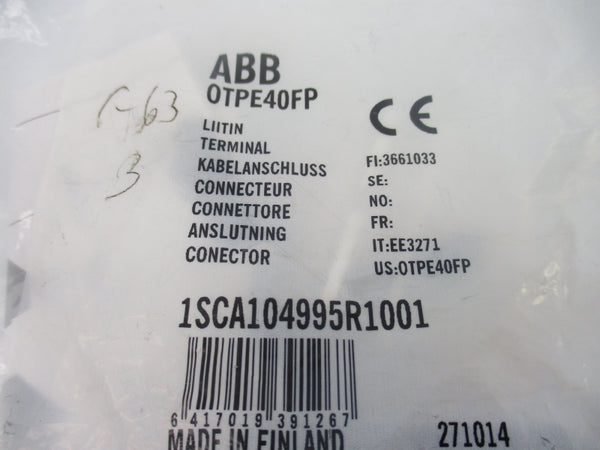 ABB
OTPE40FP
LIITIN
TERMINAL
KABELANSCHLUSS
CONNECTEUR
CONNETTORE
ANSLUTNING
CONECTOR
CE
FI:3661033
SE:
NO:
FR:
IT:EE3271
US:OTPE40FP
1SCA104995R1001
6 417019 391267
MADE IN FINLAND
271014
63
3